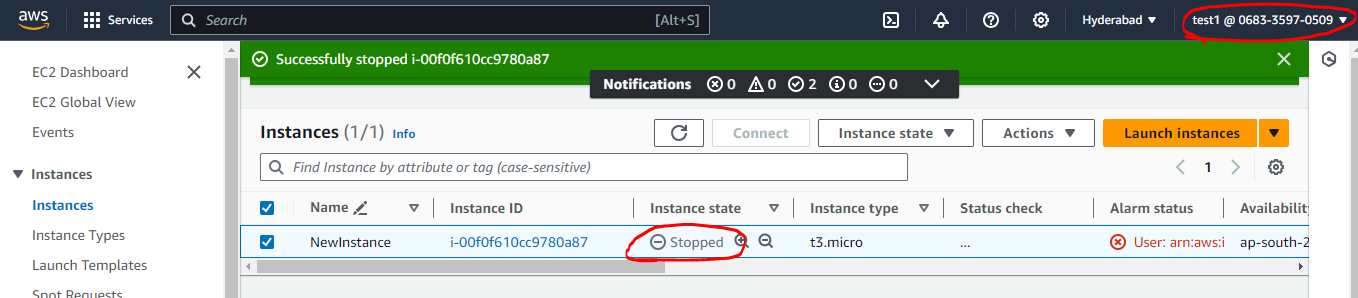 aws Services Search [Alt+S] Hyderabad test1 @ 0683-3597-0509
EC2 Dashboard
EC2 Global View
Events
Instances
Instances
Instance Types
Launch Templates
Spot Requests
Successfully stopped i-00f0f610cc9780a87
Notifications 0 0 2 0 0
Instances (1/1) Info Connect Instance state Actions Launch instances
Find Instance by attribute or tag (case-sensitive) 1
Name Instance ID Instance state Instance type Status check Alarm status Availability
NewInstance i-00f0f610cc9780a87 Stopped t3.micro ... User: arn:aws:i ap-south-2